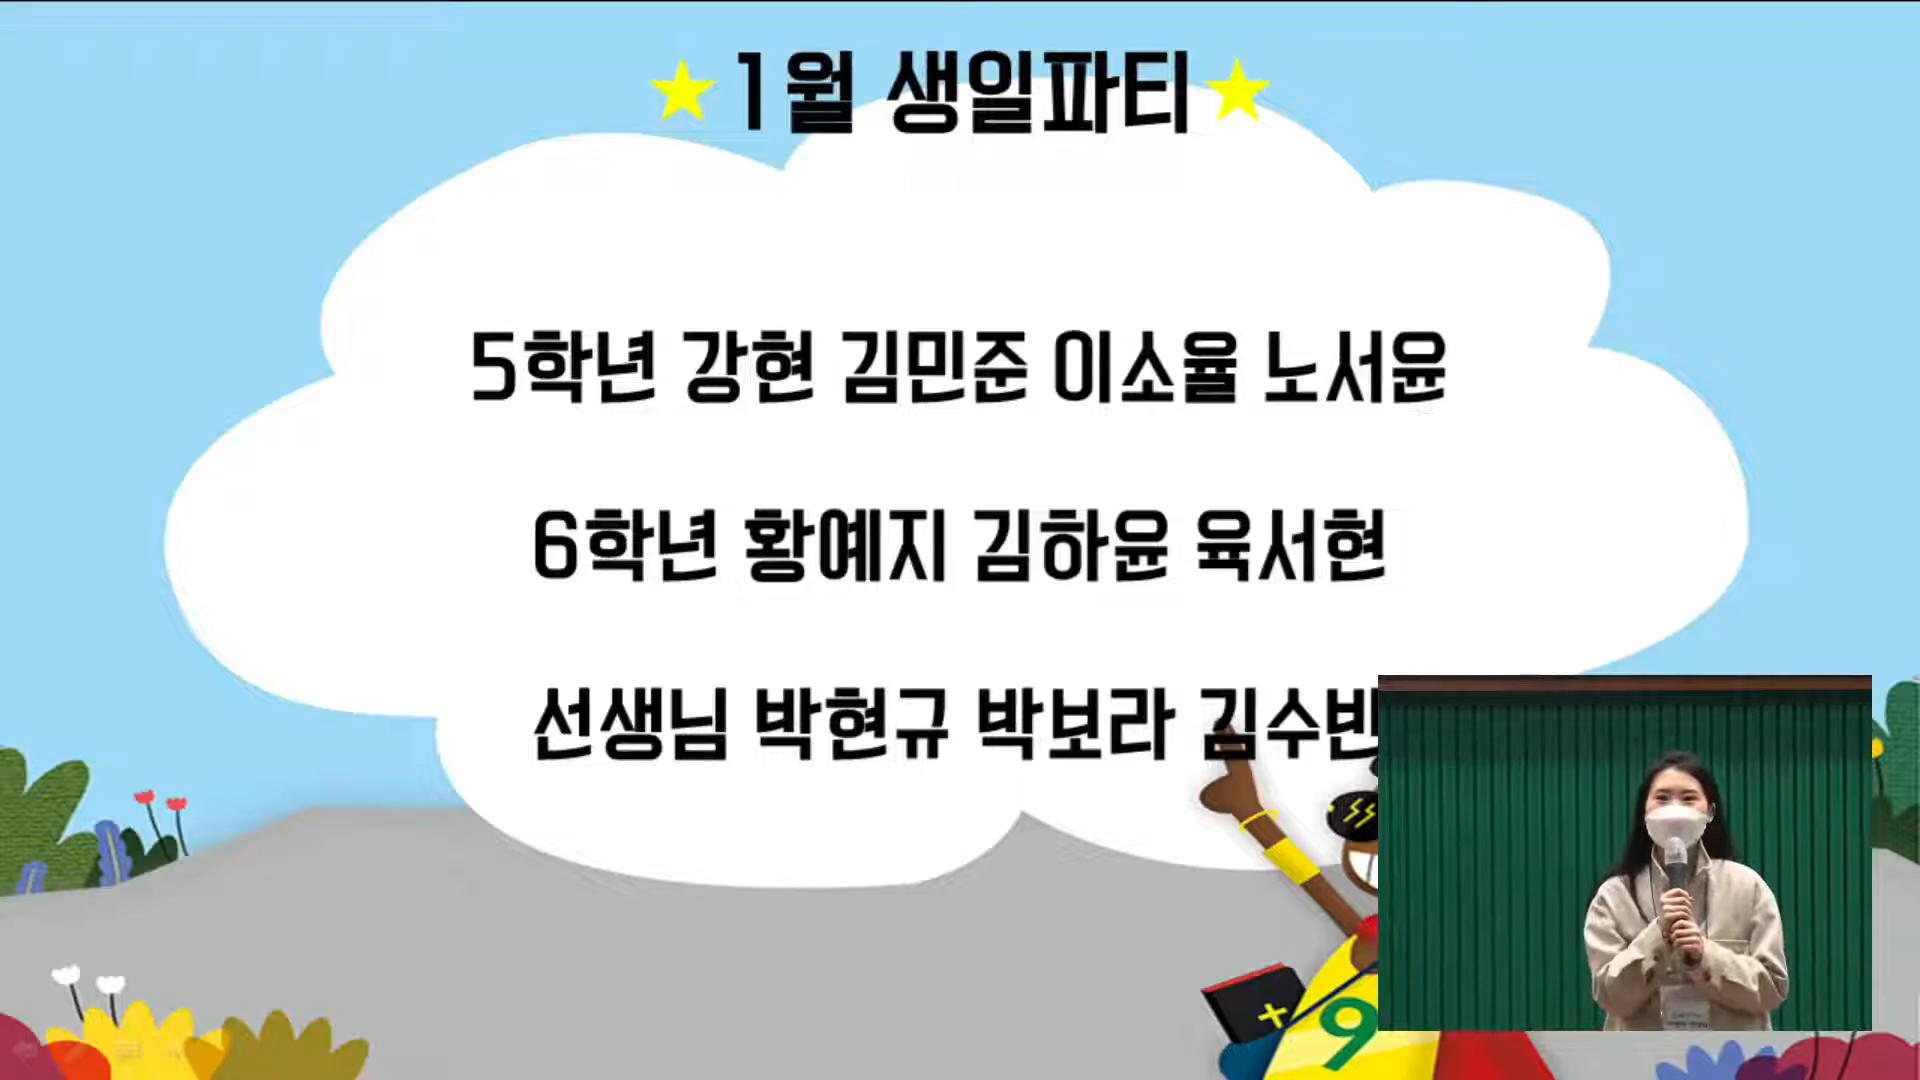 ★1월 생일파티★
5학년 강현 김민준 이소율 노서윤
6학년 황예지 김하윤 육서현
선생님 박현규 박보라 김수빈
9